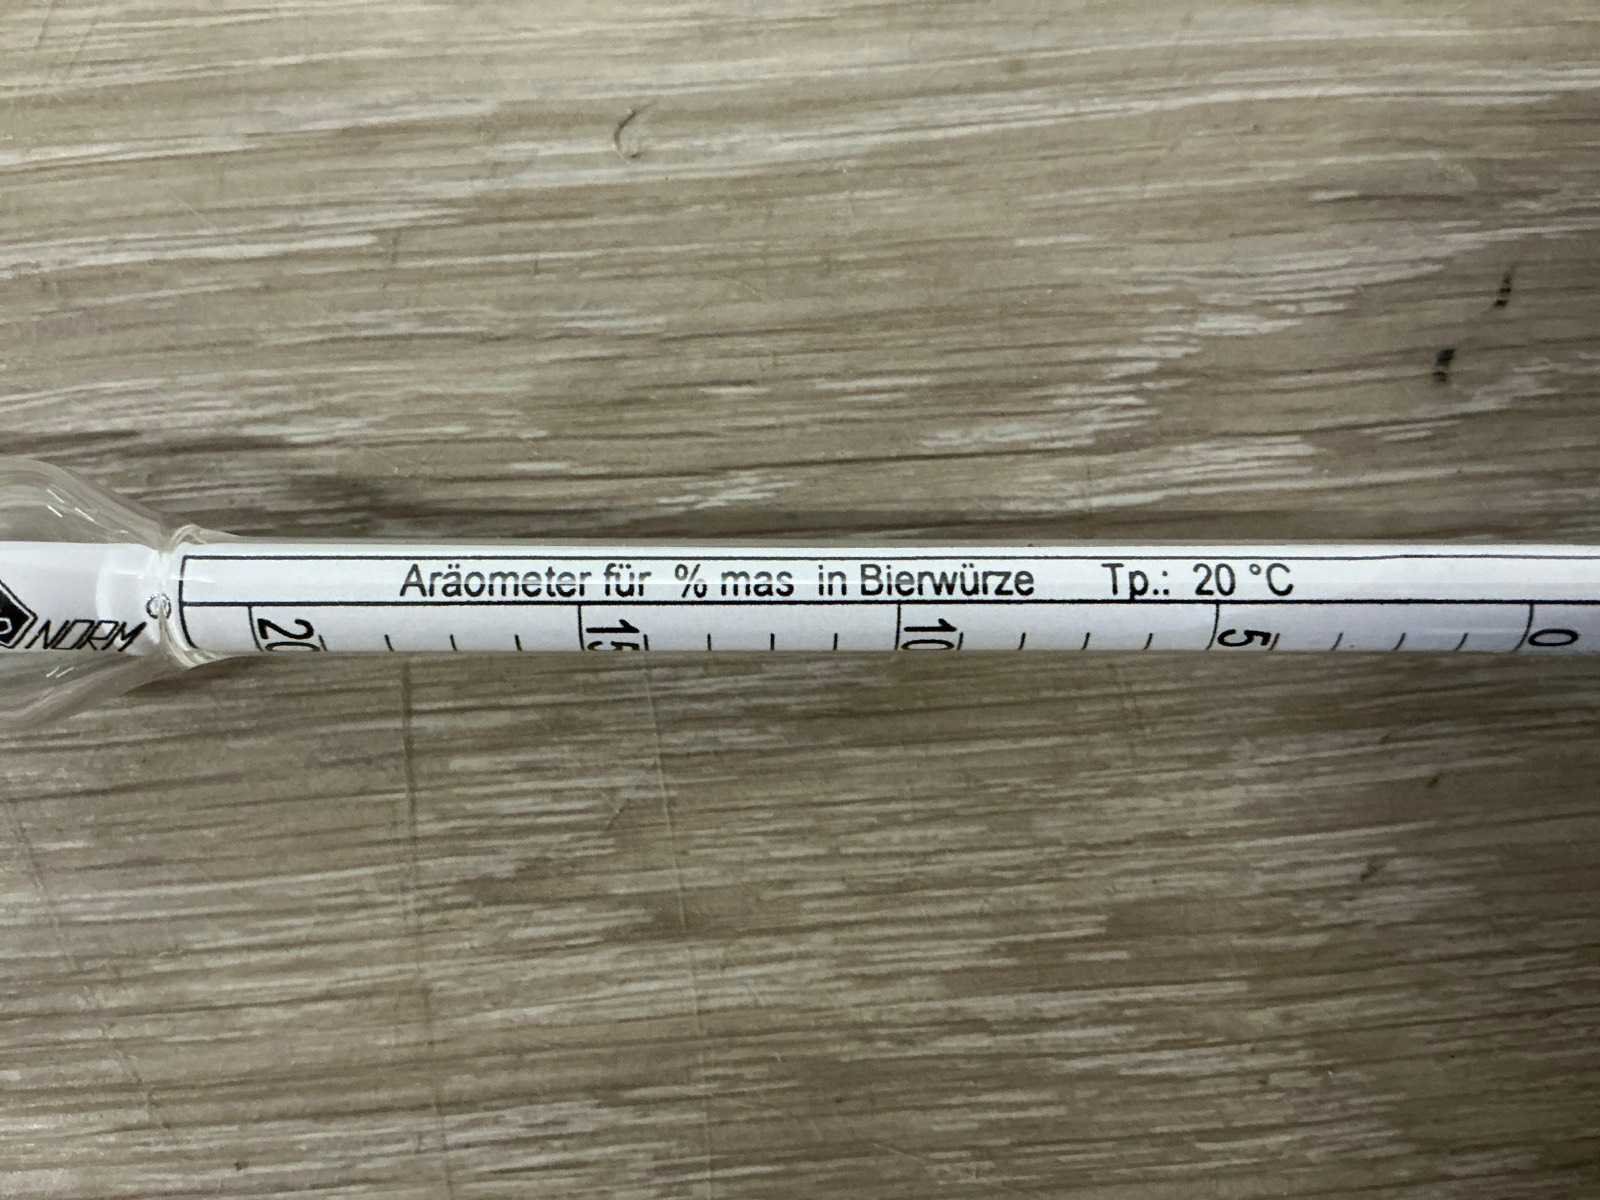 NORM
Aräometer für % mas in Bierwürze Tp.: 20 °C
20 15 10 5 0